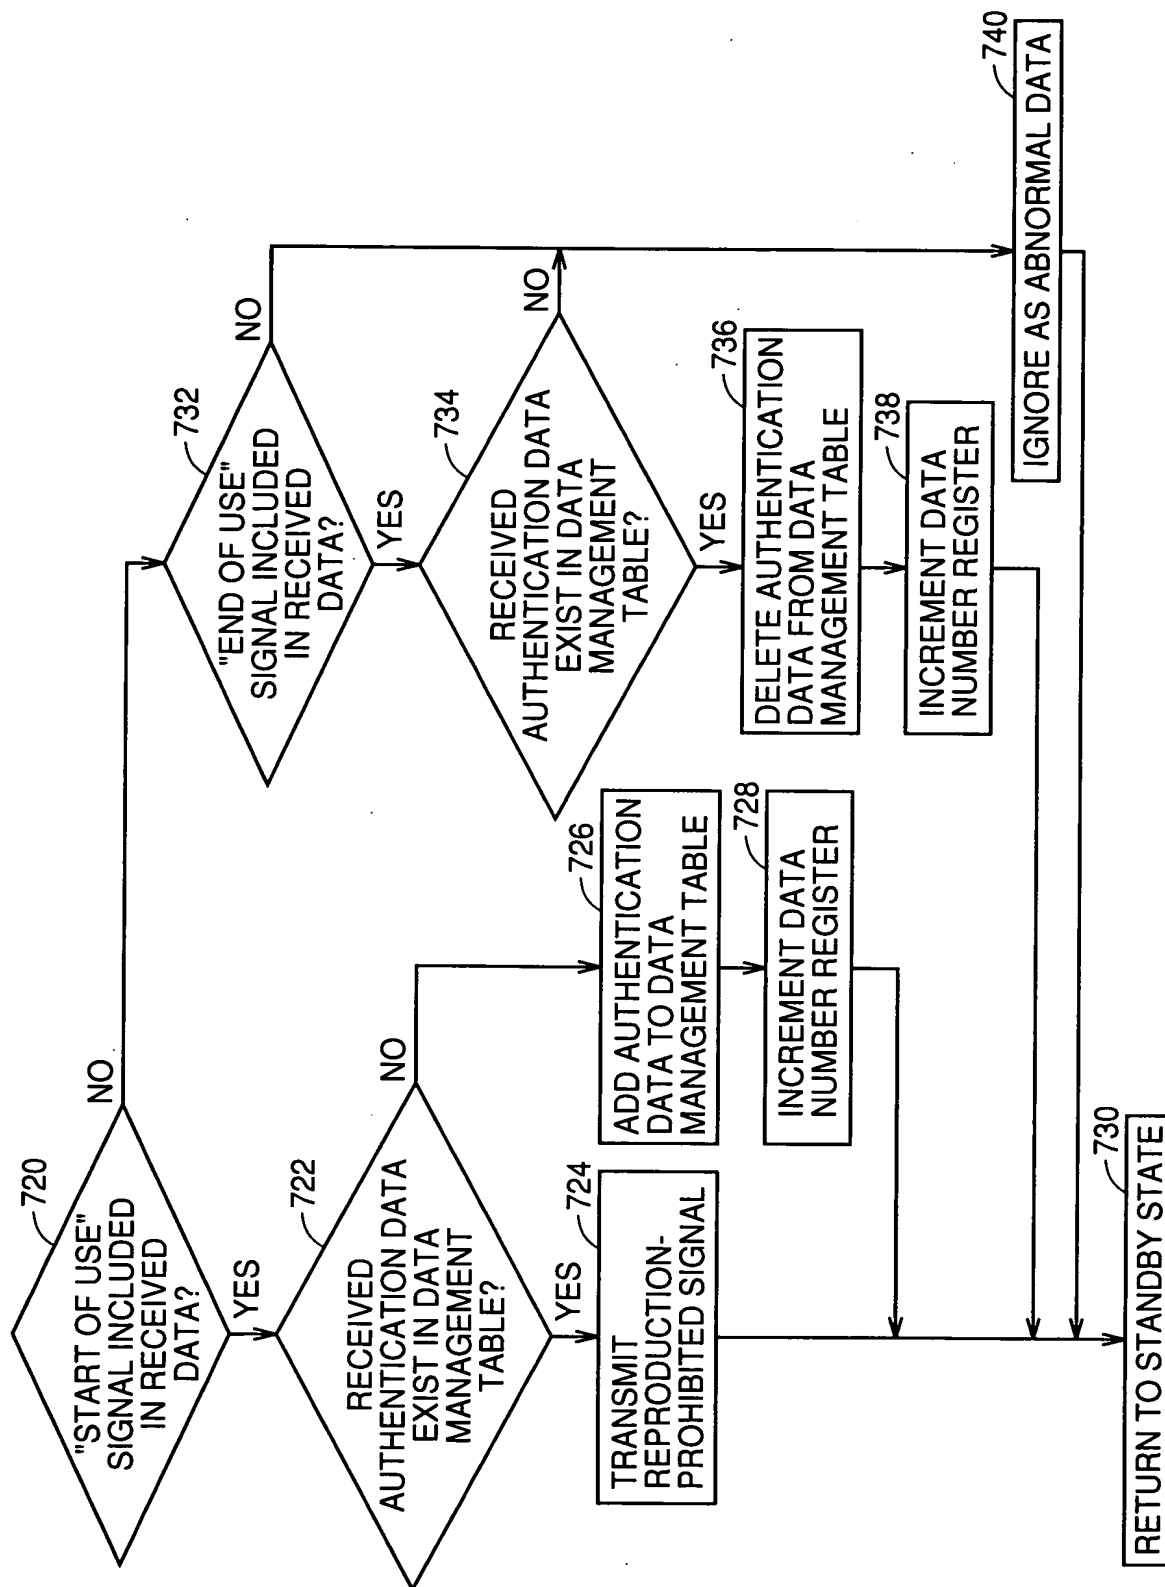 720
"START OF USE"
SIGNAL INCLUDED
IN RECEIVED
DATA?
NO
YES
722
RECEIVED
AUTHENTICATION DATA
EXIST IN DATA
MANAGEMENT
TABLE?
NO
YES
724
TRANSMIT
REPRODUCTION-
PROHIBITED SIGNAL
726
ADD AUTHENTICATION
DATA TO DATA
MANAGEMENT TABLE
728
INCREMENT DATA
NUMBER REGISTER
732
"END OF USE"
SIGNAL INCLUDED
IN RECEIVED
DATA?
NO
YES
734
RECEIVED
AUTHENTICATION DATA
EXIST IN DATA
MANAGEMENT
TABLE?
NO
YES
736
DELETE AUTHENTICATION
DATA FROM DATA
MANAGEMENT TABLE
738
INCREMENT DATA
NUMBER REGISTER
740
IGNORE AS ABNORMAL DATA
730
RETURN TO STANDBY STATE